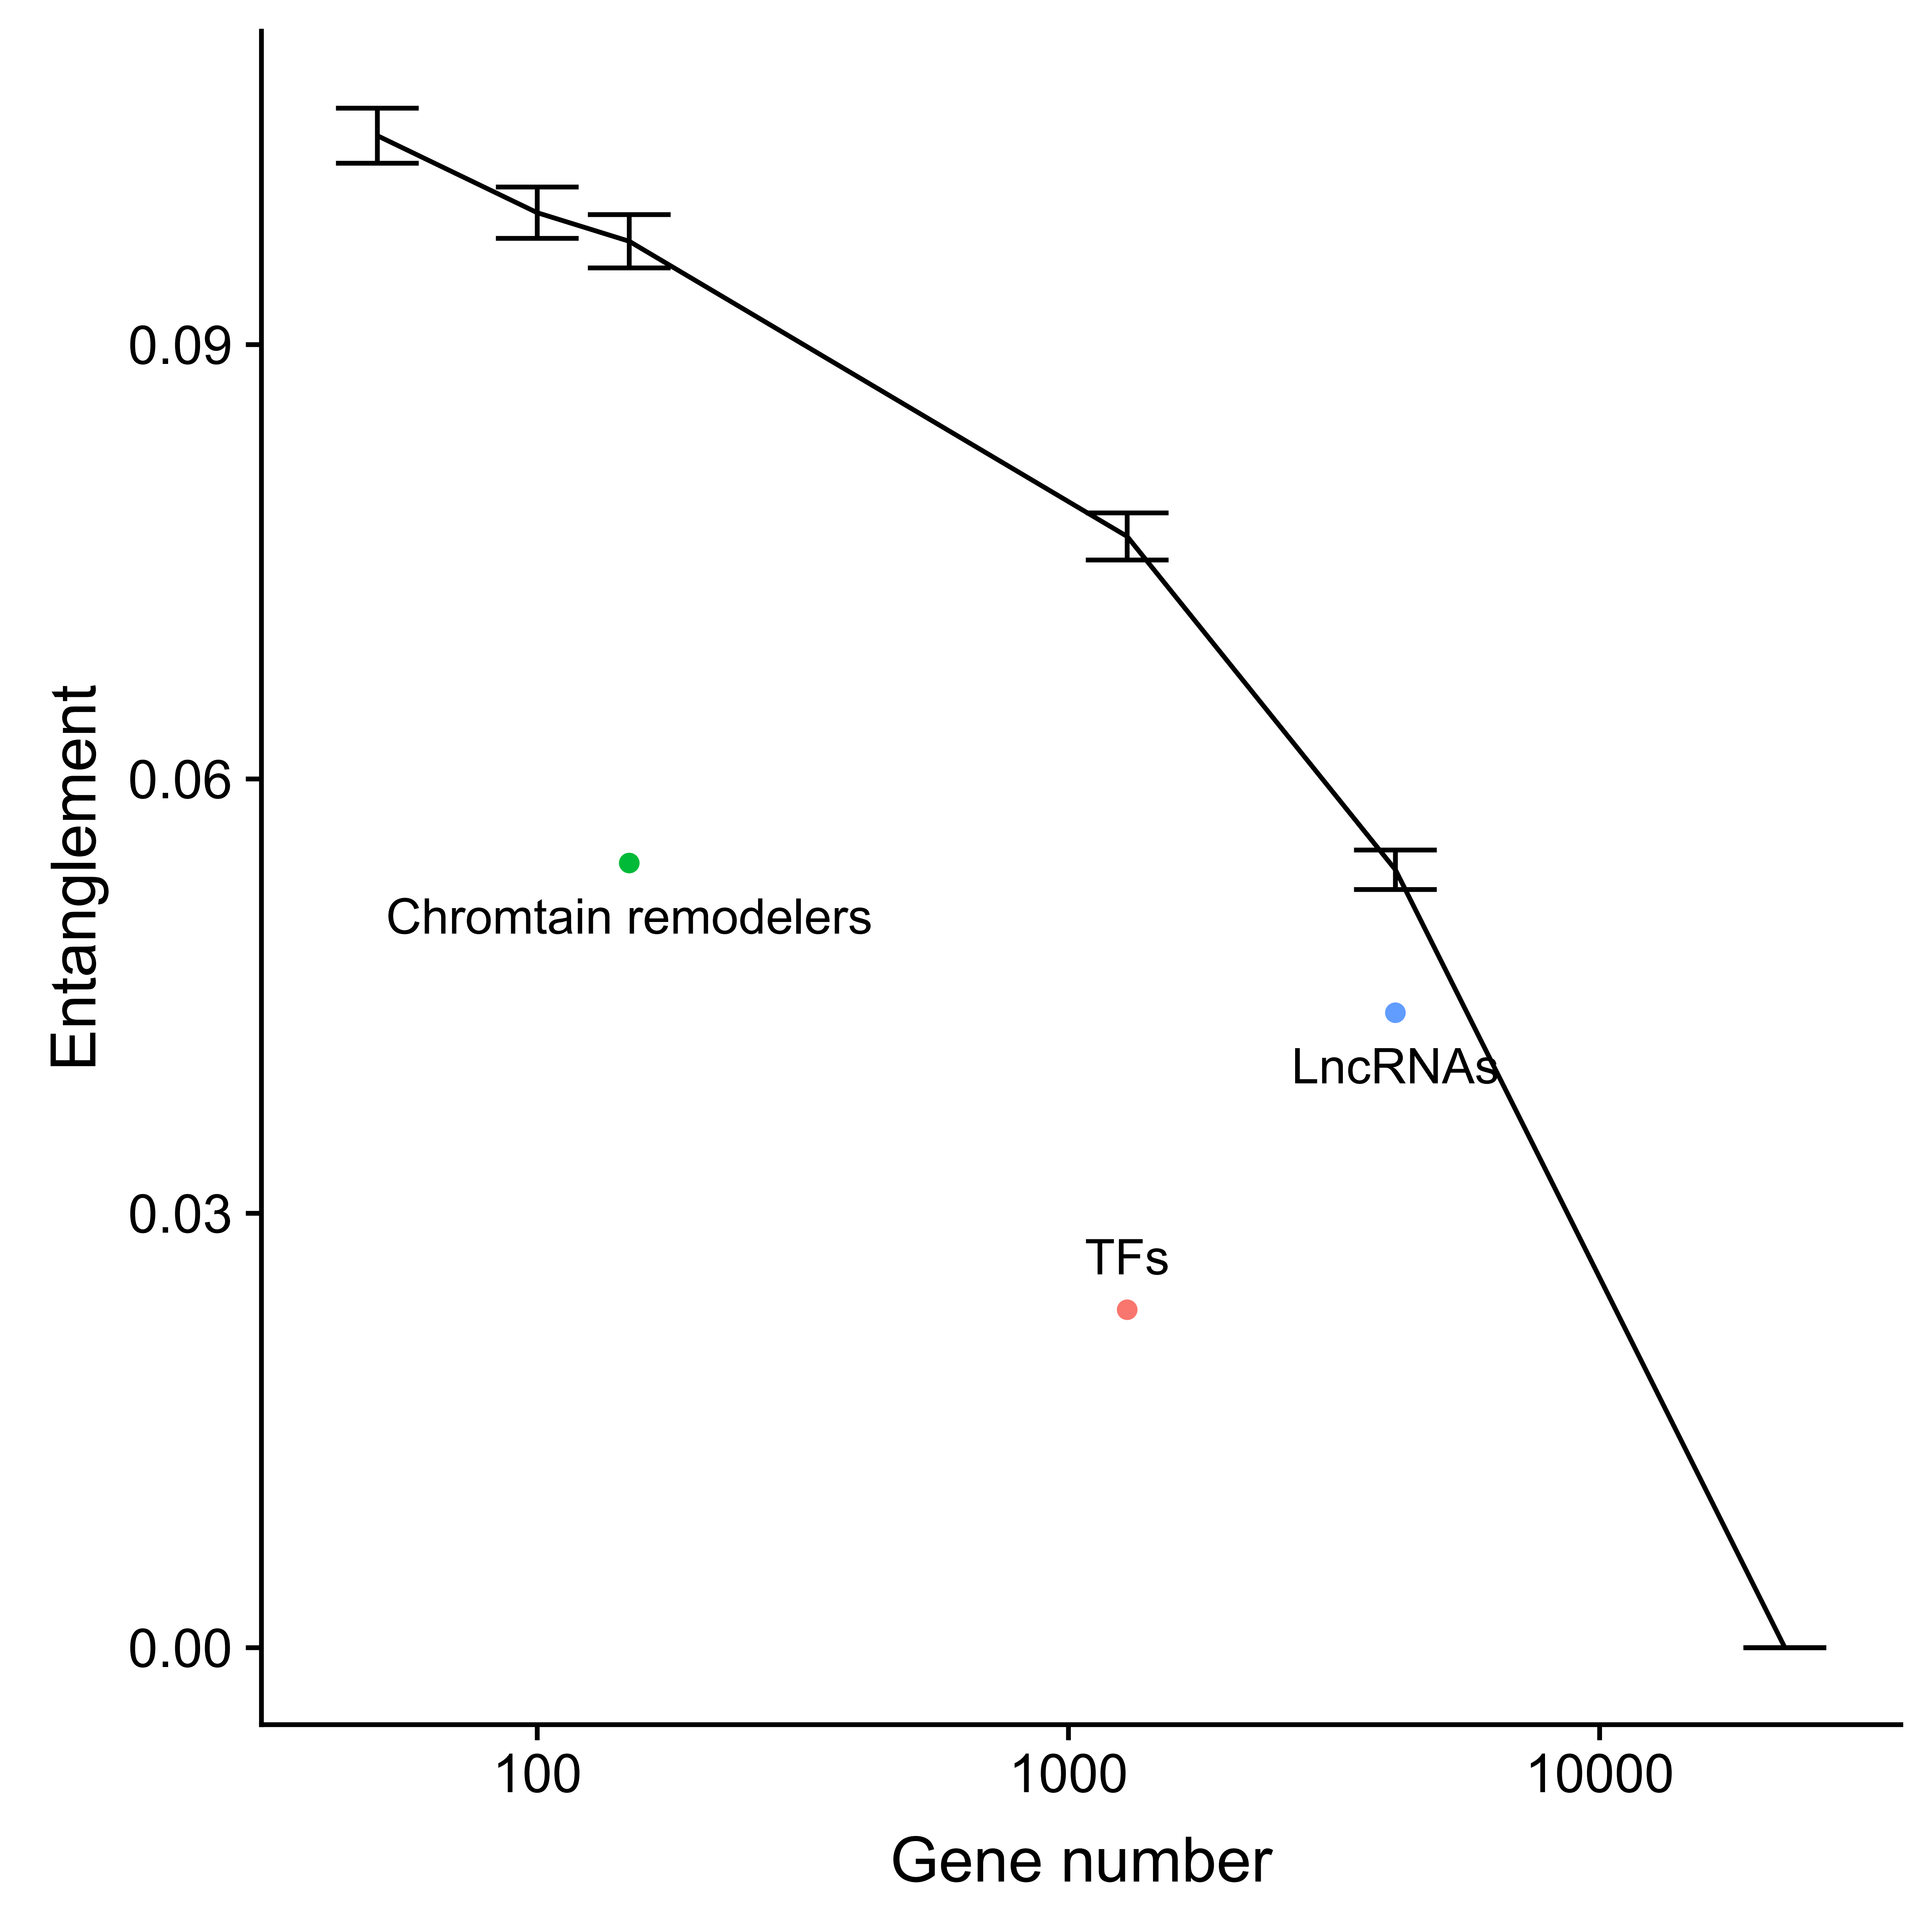 0.09
0.06
0.03
0.00
Entanglement
Chromtain remodelers
LncRNAs
TFs
100
1000
10000
Gene number